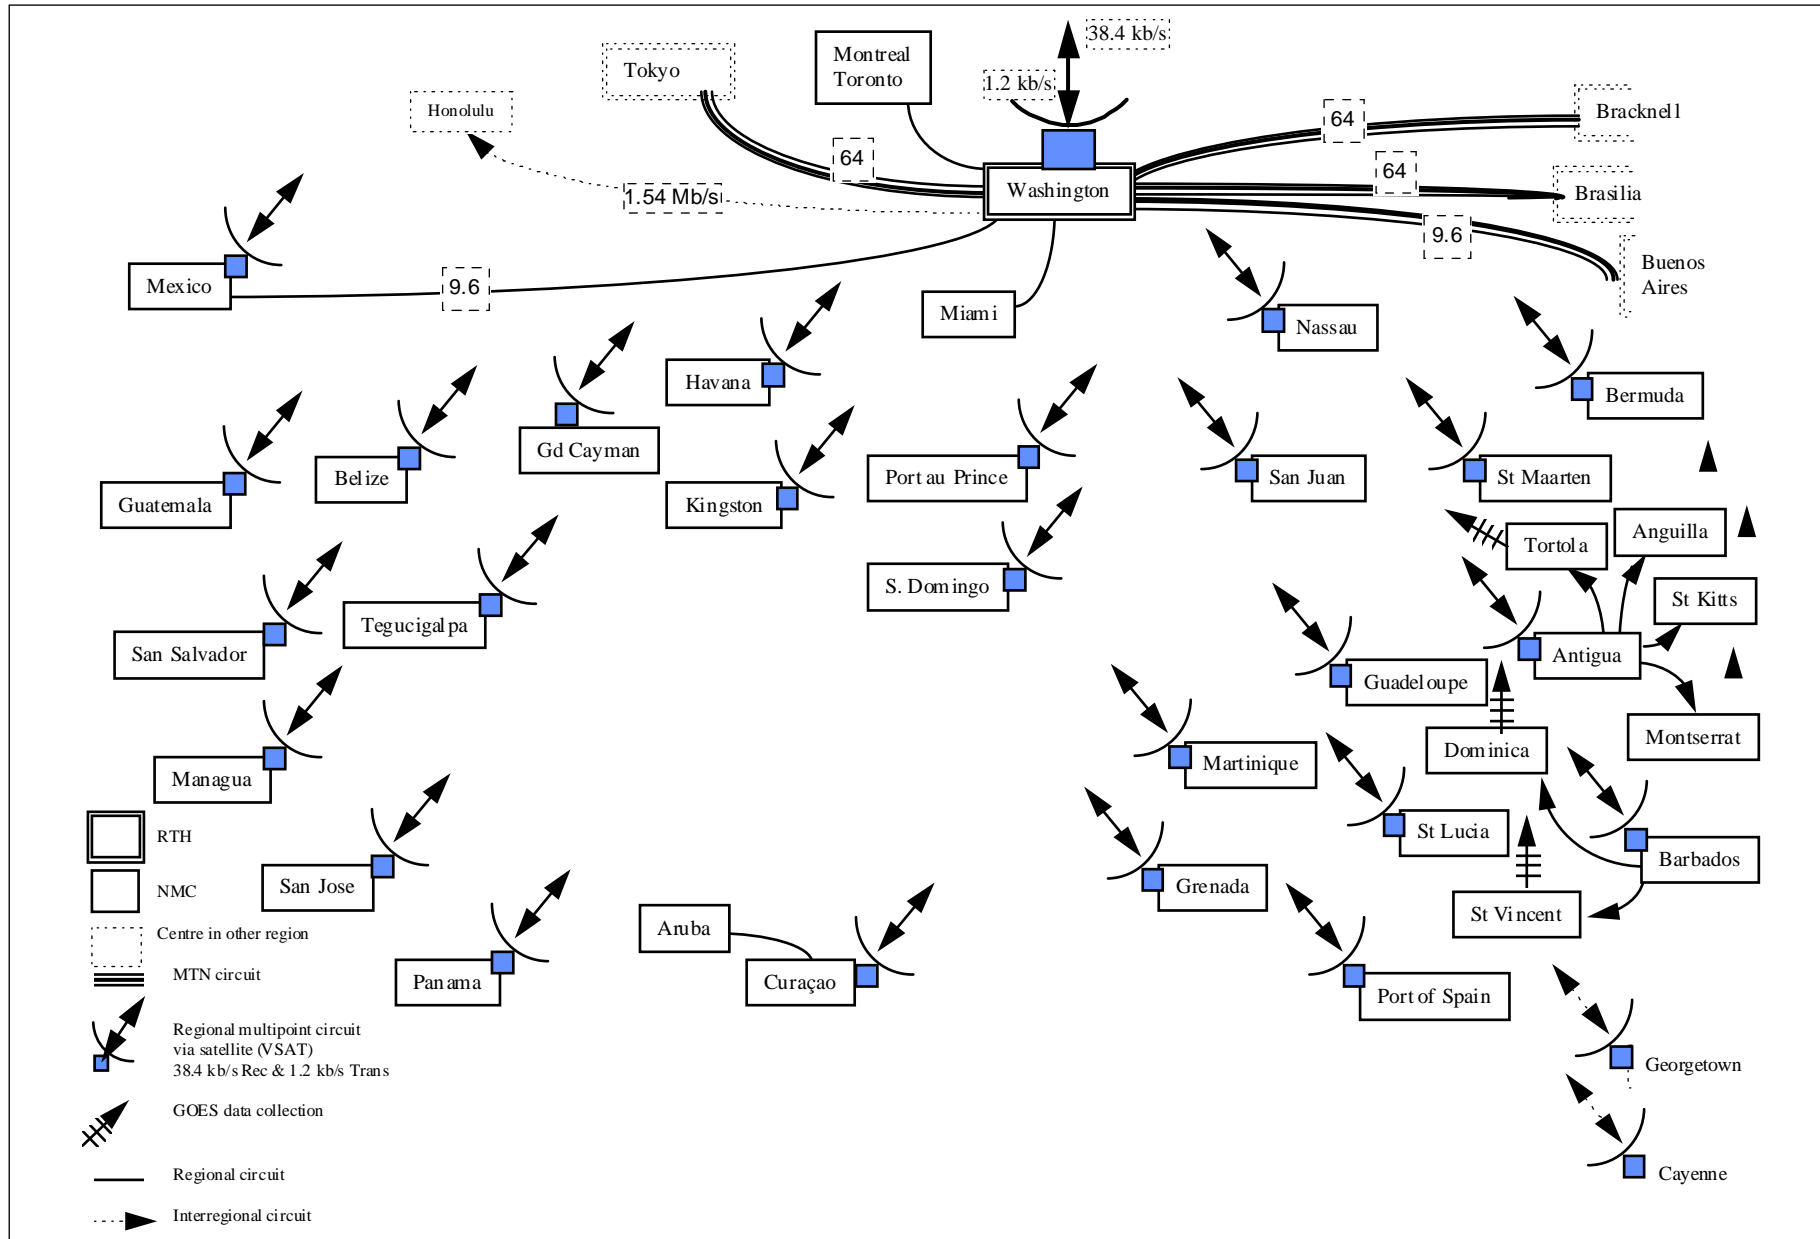 38.4 kb/s
Montreal
Toronto
Tokyo
1.2 kb/s
Honolulu
Bracknell
64
64
64
1.54 Mb/s
Washington
Brasilia
9.6
Buenos
Aires
Mexico
9.6
Miami
Nassau
Havana
Bermuda
Gd Cayman
Belize
Guatemala
Kingston
Port au Prince
San Juan
St Maarten
Tortola
Anguilla
S. Domingo
St Kitts
Tegucigalpa
San Salvador
Antigua
Guadeloupe
Montserrat
Dominica
Martinique
Managua
RTH
St Lucia
Barbados
San Jose
NMC
Grenada
St Vincent
Aruba
Centre in other region
MTN circuit
Panama
Curaçao
Port of Spain
Regional multipoint circuit
via satellite (VSAT)
38.4 kb/s Rec & 1.2 kb/s Trans
Georgetown
GOES data collection
Regional circuit
Cayenne
Interregional circuit